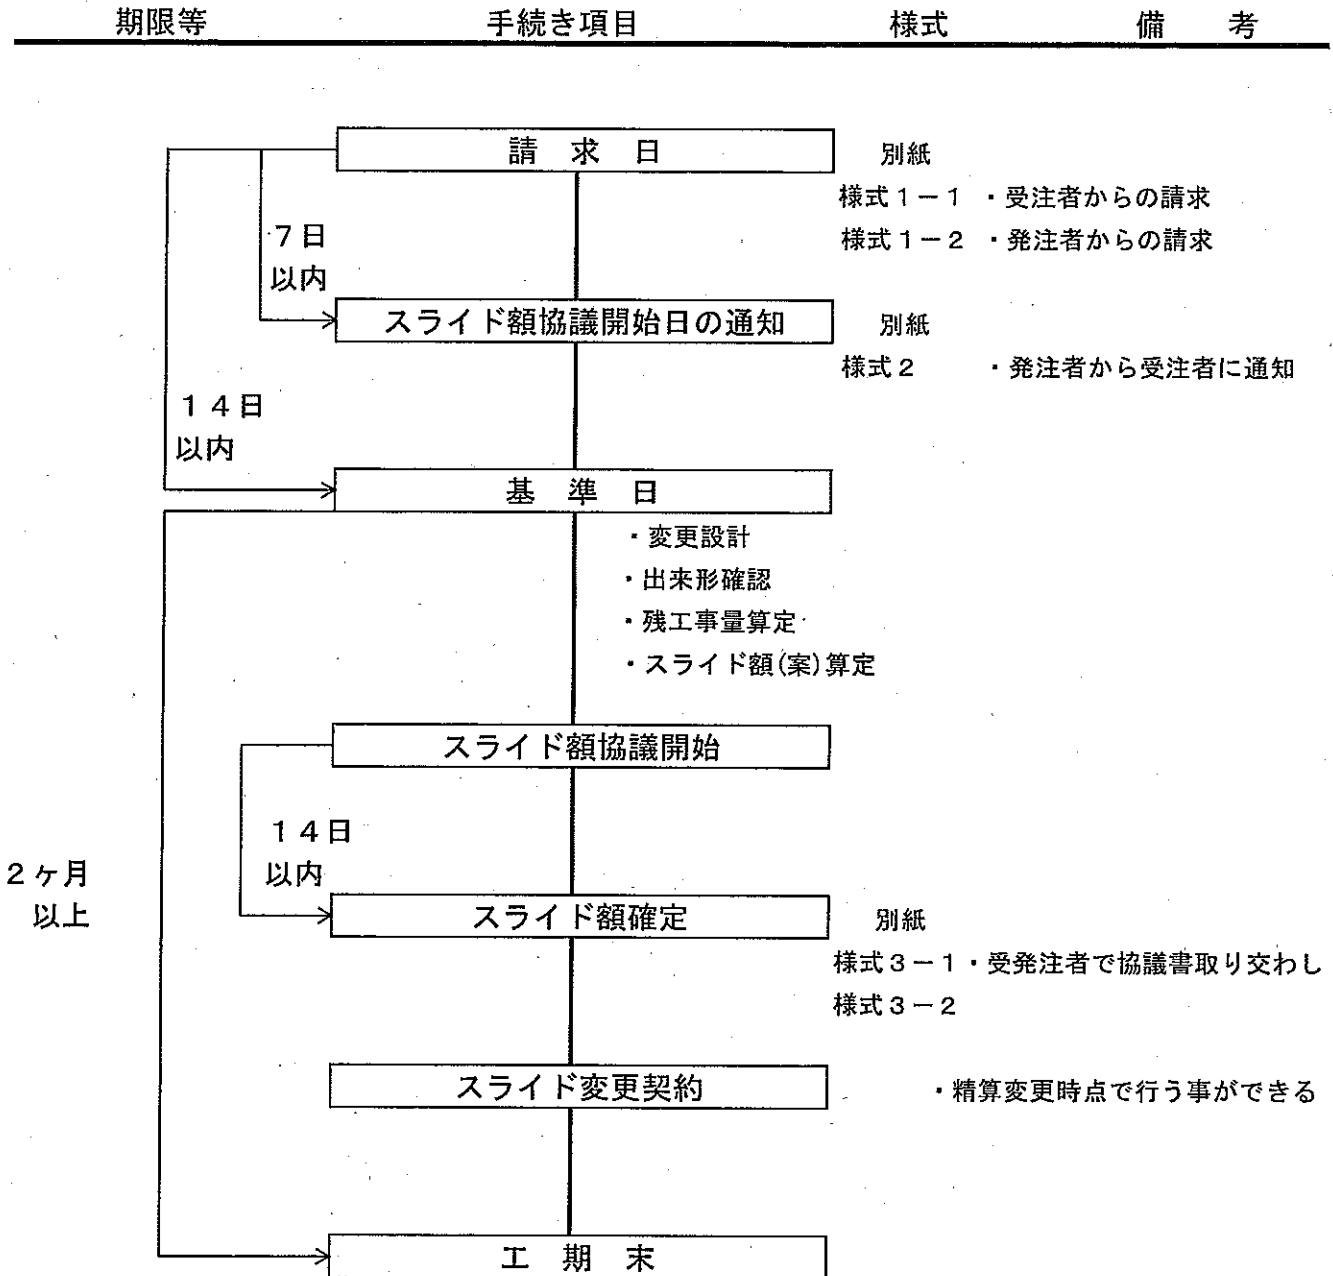 期限等　手続き項目　様式　備　考
請　求　日　別紙
様式１－１ ・受注者からの請求
７日　様式１－２ ・発注者からの請求
以内
スライド額協議開始日の通知　別紙
様式２　・発注者から受注者に通知
１４日
以内
基　準　日
・変更設計
・出来形確認
・残工事量算定
・スライド額(案)算定
スライド額協議開始
１４日
２ヶ月　以内
以上　スライド額確定　別紙
様式３－１・受発注者で協議書取り交わし
様式３－２
スライド変更契約　・精算変更時点で行う事ができる
工　期　末